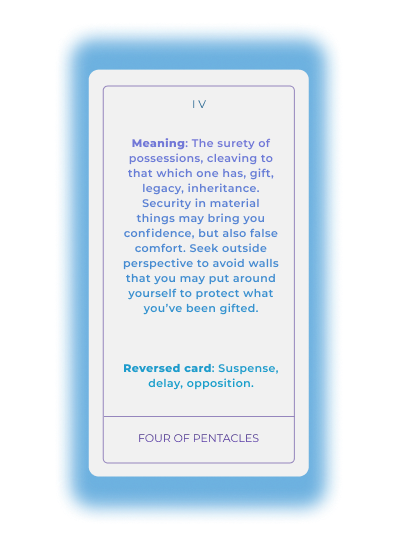 IV
Meaning: The surety of
possessions, cleaving to
that which one has, gift,
legacy, inheritance.
Security in material
things may bring you
confidence, but also false
comfort. Seek outside
perspective to avoid walls
that you may put around
yourself to protect what
you’ve been gifted.
Reversed card: Suspense,
delay, opposition.
FOUR OF PENTACLES